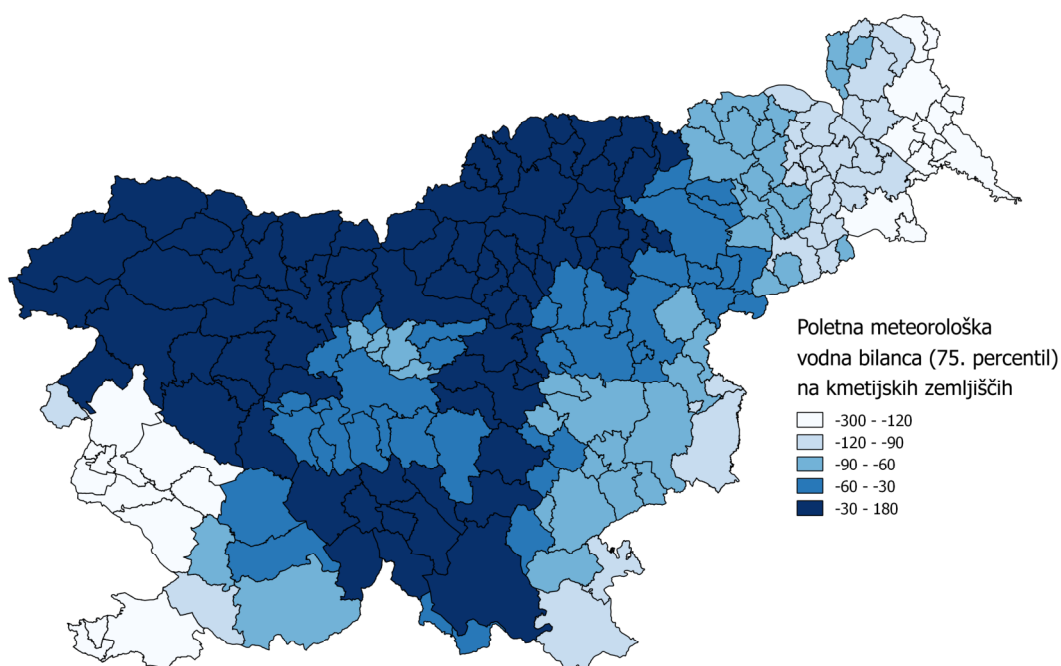 Poletna meteorološka
vodna bilanca (75. percentil)
na kmetijskih zemljiščih
-300 - -120
-120 - -90
-90 - -60
-60 - -30
-30 - 180